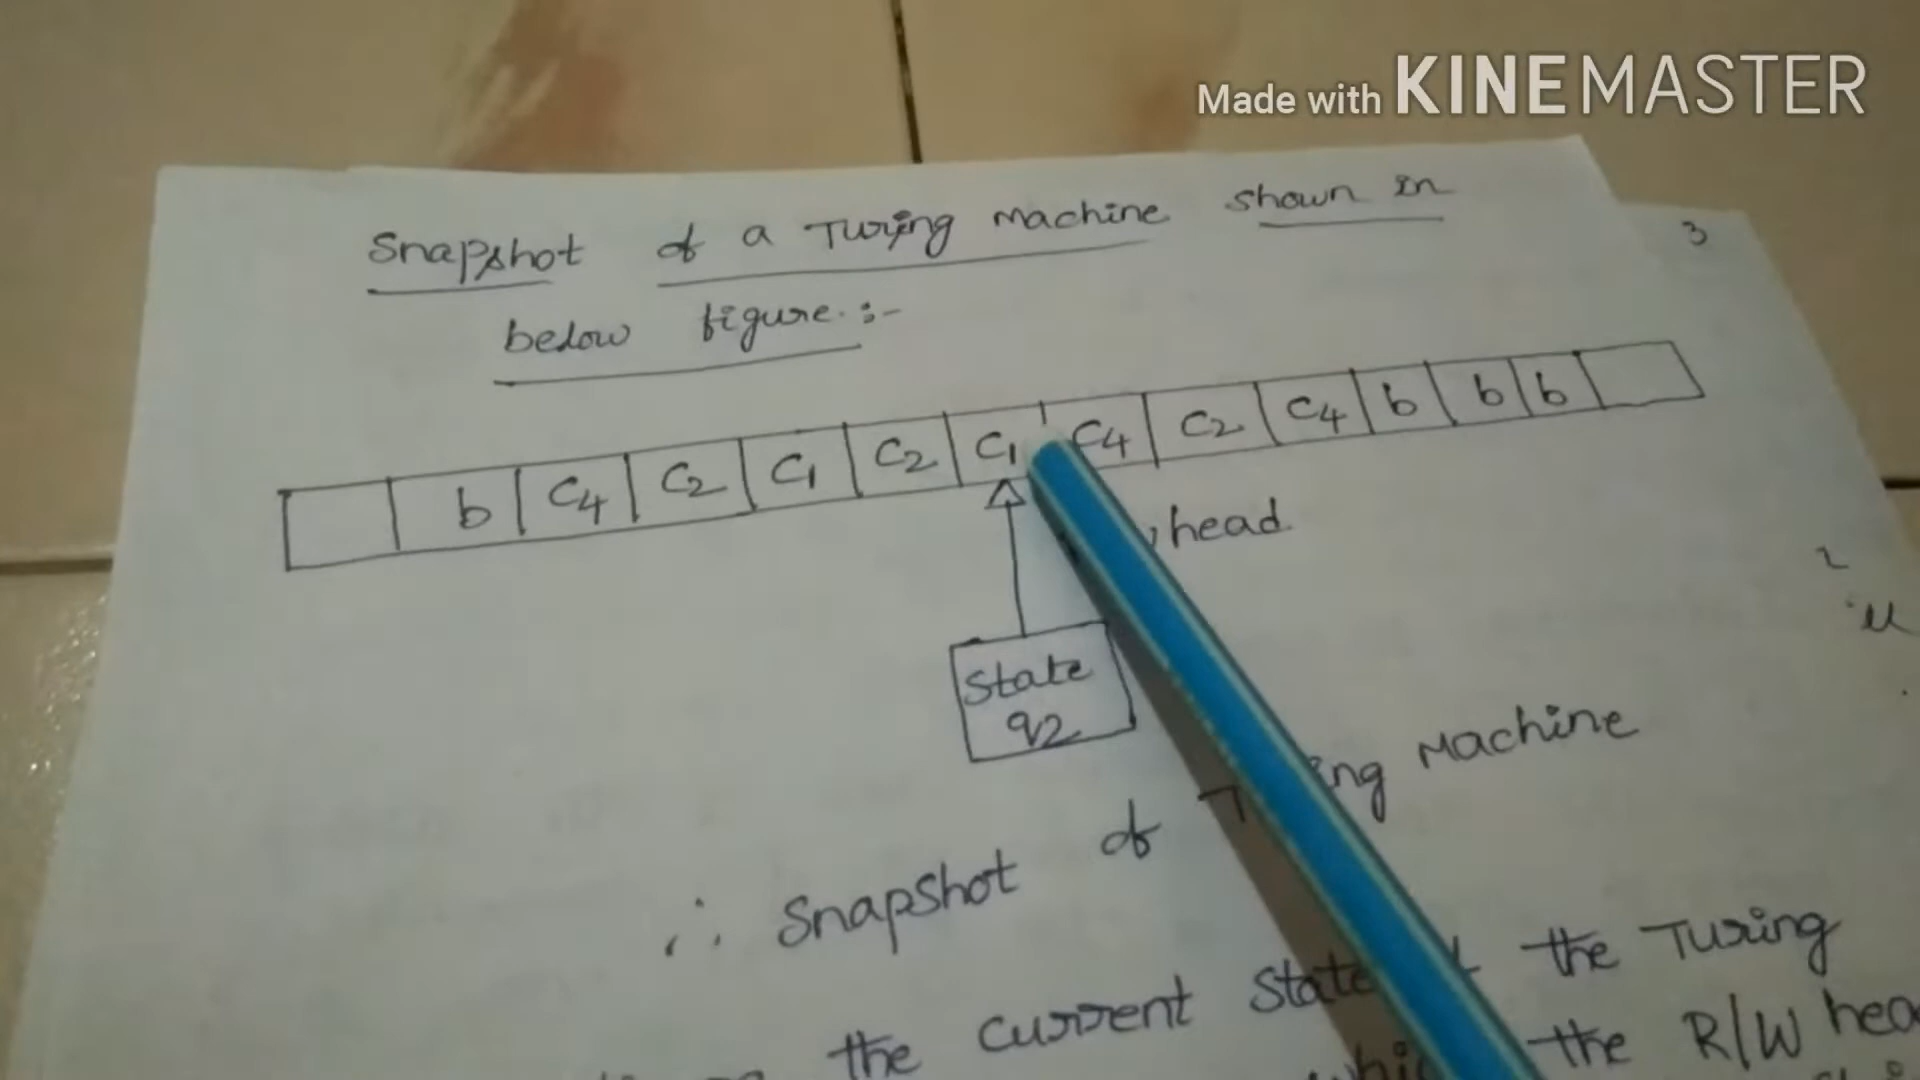 Made with KINEMASTER
Snapshot of a Turing Machine shown in
below figure :-
3
b C4 C2 C1 C2 C1 C4 C2 C4 b b b
head
State
q2
∴ Snapshot of Machine
the current State the Turing
the R/W